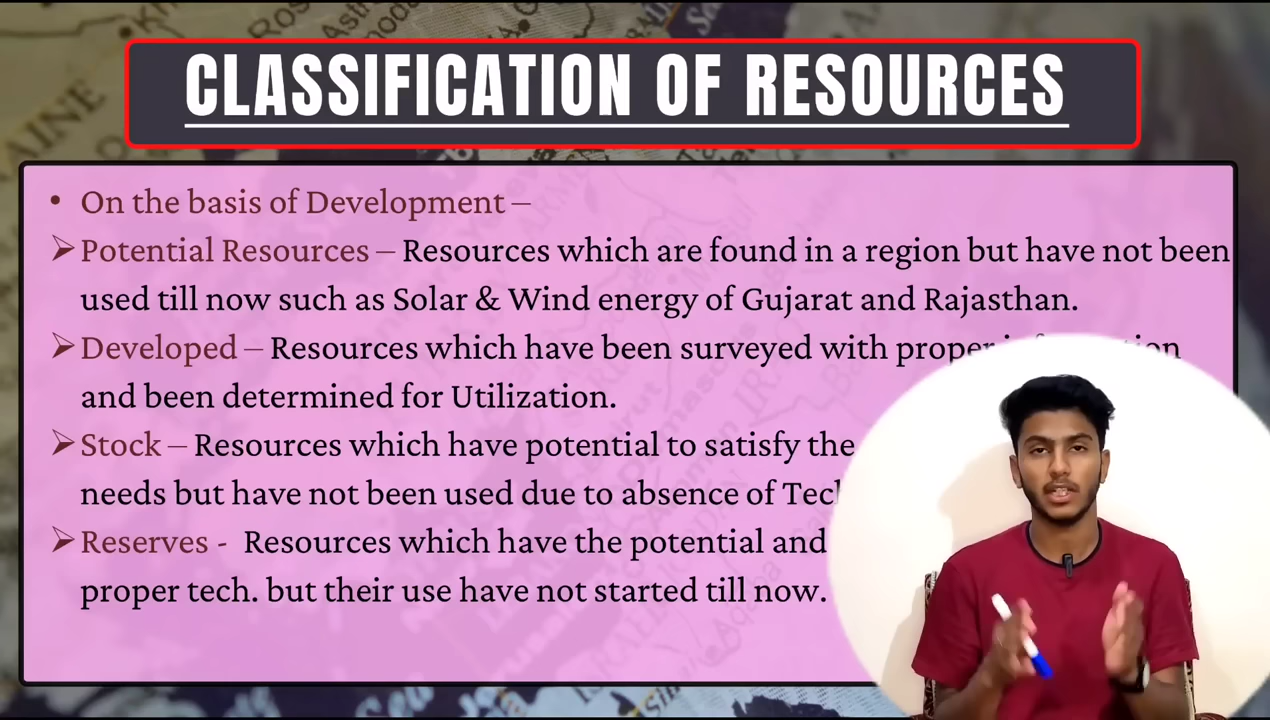 CLASSIFICATION OF RESOURCES
• On the basis of Development –
➢ Potential Resources – Resources which are found in a region but have not been
used till now such as Solar & Wind energy of Gujarat and Rajasthan.
➢ Developed – Resources which have been surveyed with proper
and been determined for Utilization.
➢ Stock – Resources which have potential to satisfy the
needs but have not been used due to absence of
➢ Reserves - Resources which have the potential and
proper tech. but their use have not started till now.